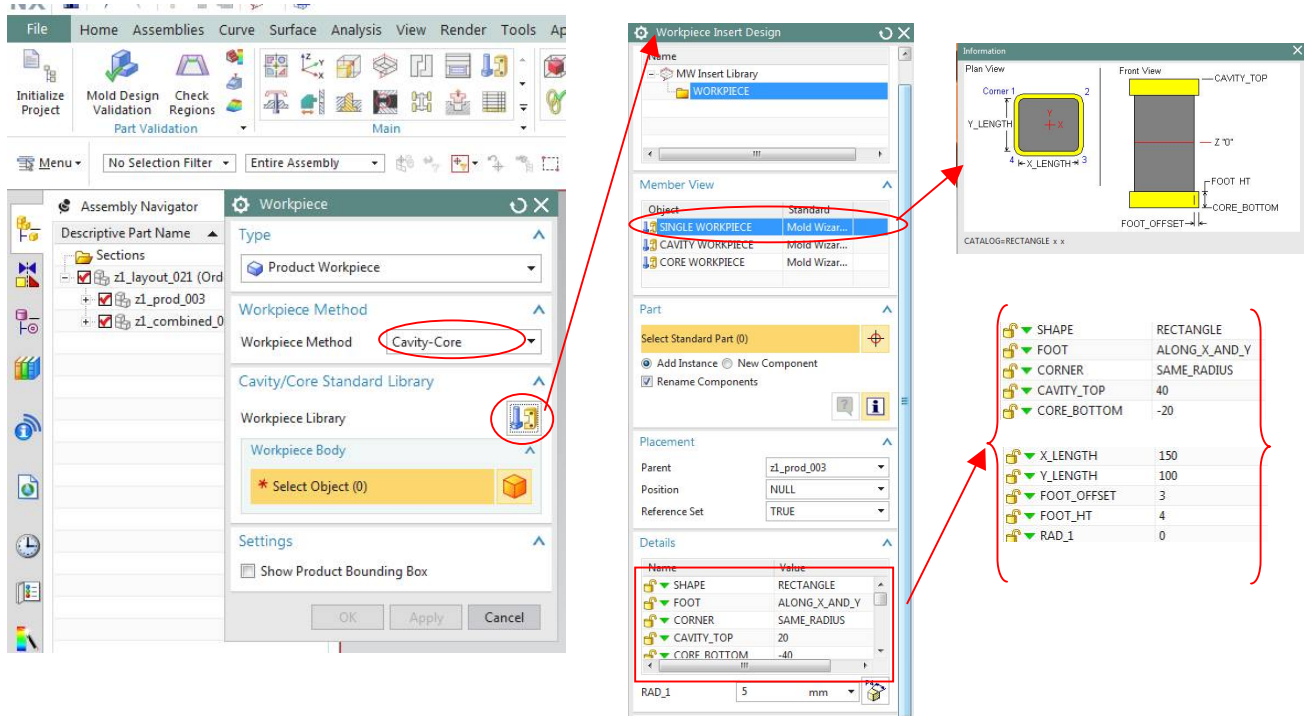 File Home Assemblies Curve Surface Analysis View Render Tools
Initialize Project
Mold Design Validation
Check Regions
Part Validation
Main
Menu
No Selection Filter
Entire Assembly
Assembly Navigator
Descriptive Part Name
Sections
z1_layout_021 (Ord
z1_prod_003
z1_combined_0
Workpiece
Type
Product Workpiece
Workpiece Method
Workpiece Method Cavity-Core
Cavity/Core Standard Library
Workpiece Library
Workpiece Body
* Select Object (0)
Settings
Show Product Bounding Box
OK Apply Cancel
Workpiece Insert Design
Name
MW Insert Library
WORKPIECE
Member View
Object Standard
SINGLE WORKPIECE Mold Wizar...
CAVITY WORKPIECE Mold Wizar...
CORE WORKPIECE Mold Wizar...
Part
Select Standard Part (0)
Add Instance New Component
Rename Components
Placement
Parent z1_prod_003
Position NULL
Reference Set TRUE
Details
Name Value
SHAPE RECTANGLE
FOOT ALONG_X_AND_Y
CORNER SAME_RADIUS
CAVITY_TOP 20
CORE_BOTTOM -40
RAD_1 5 mm
Information
Plan View
Front View
CAVITY_TOP
Corner 1
2
Y
X
Y_LENGTH
4
X_LENGTH
3
Z "0"
FOOT HT
CORE_BOTTOM
FOOT_OFFSET
CATALOG=RECTANGLE x x
SHAPE RECTANGLE
FOOT ALONG_X_AND_Y
CORNER SAME_RADIUS
CAVITY_TOP 40
CORE_BOTTOM -20
X_LENGTH 150
Y_LENGTH 100
FOOT_OFFSET 3
FOOT_HT 4
RAD_1 0